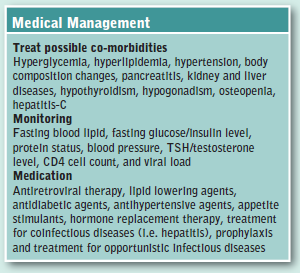 Medical Management
Treat possible co-morbidities
Hyperglycemia, hyperlipidemia, hypertension, body
composition changes, pancreatitis, kidney and liver
diseases, hypothyroidism, hypogonadism, osteopenia,
hepatitis-C
Monitoring
Fasting blood lipid, fasting glucose/insulin level,
protein status, blood pressure, TSH/testosterone
level, CD4 cell count, and viral load
Medication
Antiretroviral therapy, lipid lowering agents,
antidiabetic agents, antihypertensive agents, appetite
stimulants, hormone replacement therapy, treatment
for coinfectious diseases (i.e. hepatitis), prophylaxis
and treatment for opportunistic infectious diseases